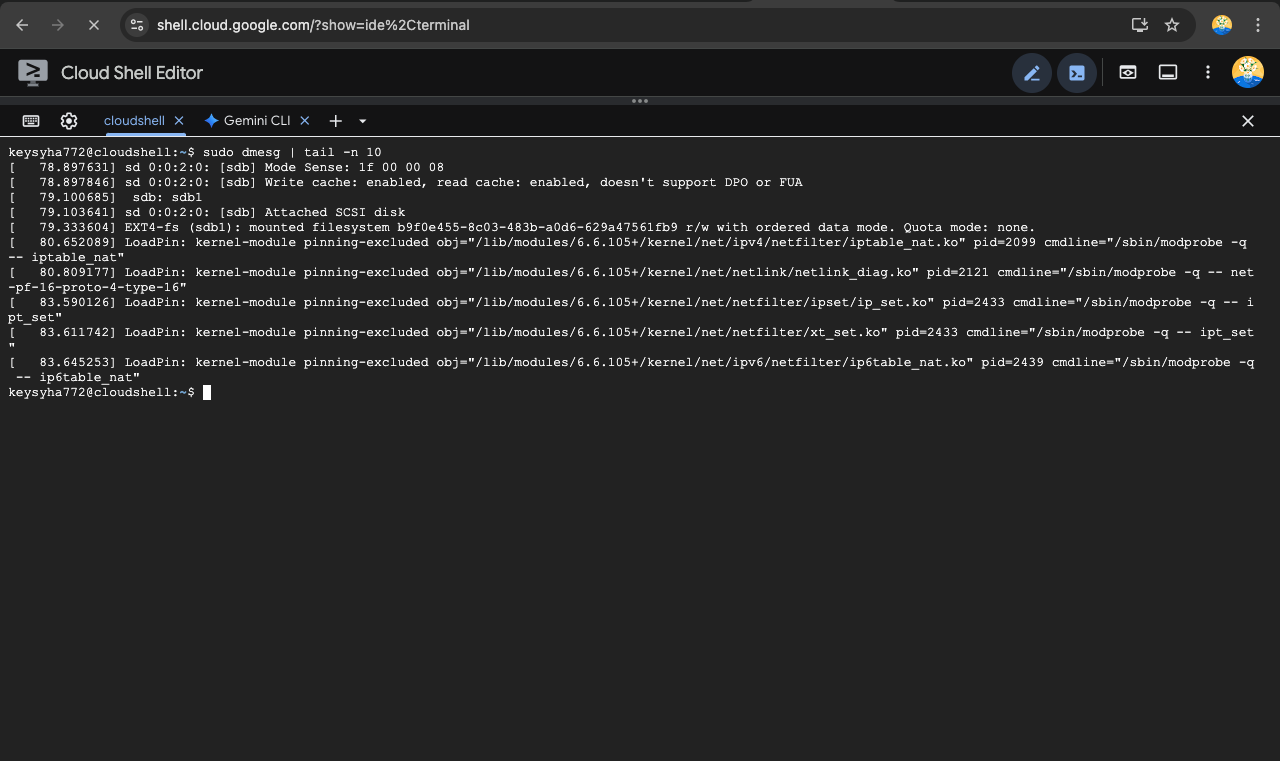 shell.cloud.google.com/?show=ide%2Cterminal
Cloud Shell Editor
cloudshell
Gemini CLI
keysyha772@cloudshell:~$ sudo dmesg | tail -n 10
[   78.897631] sd 0:0:2:0: [sdb] Mode Sense: 1f 00 00 08
[   78.897846] sd 0:0:2:0: [sdb] Write cache: enabled, read cache: enabled, doesn't support DPO or FUA
[   79.100685]  sdb: sdb1
[   79.103641] sd 0:0:2:0: [sdb] Attached SCSI disk
[   79.333604] EXT4-fs (sdb1): mounted filesystem b9f0e455-8c03-483b-a0d6-629a47561fb9 r/w with ordered data mode. Quota mode: none.
[   80.652089] LoadPin: kernel-module pinning-excluded obj="/lib/modules/6.6.105+/kernel/net/ipv4/netfilter/iptable_nat.ko" pid=2099 cmdline="/sbin/modprobe -q
-- iptable_nat"
[   80.809177] LoadPin: kernel-module pinning-excluded obj="/lib/modules/6.6.105+/kernel/net/netlink/netlink_diag.ko" pid=2121 cmdline="/sbin/modprobe -q -- net
-pf-16-proto-4-type-16"
[   83.590126] LoadPin: kernel-module pinning-excluded obj="/lib/modules/6.6.105+/kernel/net/netfilter/ipset/ip_set.ko" pid=2433 cmdline="/sbin/modprobe -q -- i
pt_set"
[   83.611742] LoadPin: kernel-module pinning-excluded obj="/lib/modules/6.6.105+/kernel/net/netfilter/xt_set.ko" pid=2433 cmdline="/sbin/modprobe -q -- ipt_set
"
[   83.645253] LoadPin: kernel-module pinning-excluded obj="/lib/modules/6.6.105+/kernel/net/ipv6/netfilter/ip6table_nat.ko" pid=2439 cmdline="/sbin/modprobe -q
 -- ip6table_nat"
keysyha772@cloudshell:~$